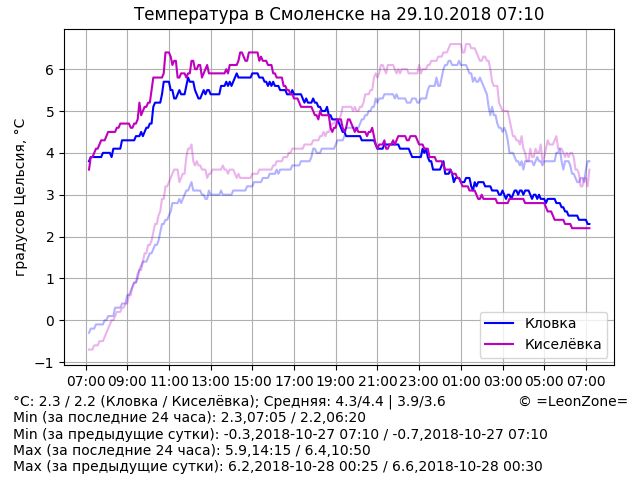 Температура в Смоленске на 29.10.2018 07:10
градусов Цельсия, °C
6
5
4
3
2
1
0
−1
Кловка
Киселёвка
07:00 09:00 11:00 13:00 15:00 17:00 19:00 21:00 23:00 01:00 03:00 05:00 07:00
°C: 2.3 / 2.2 (Кловка / Киселёвка); Средняя: 4.3/4.4 | 3.9/3.6 © =LeonZone=
Min (за последние 24 часа): 2.3,07:05 / 2.2,06:20
Min (за предыдущие сутки): -0.3,2018-10-27 07:10 / -0.7,2018-10-27 07:10
Max (за последние 24 часа): 5.9,14:15 / 6.4,10:50
Max (за предыдущие сутки): 6.2,2018-10-28 00:25 / 6.6,2018-10-28 00:30